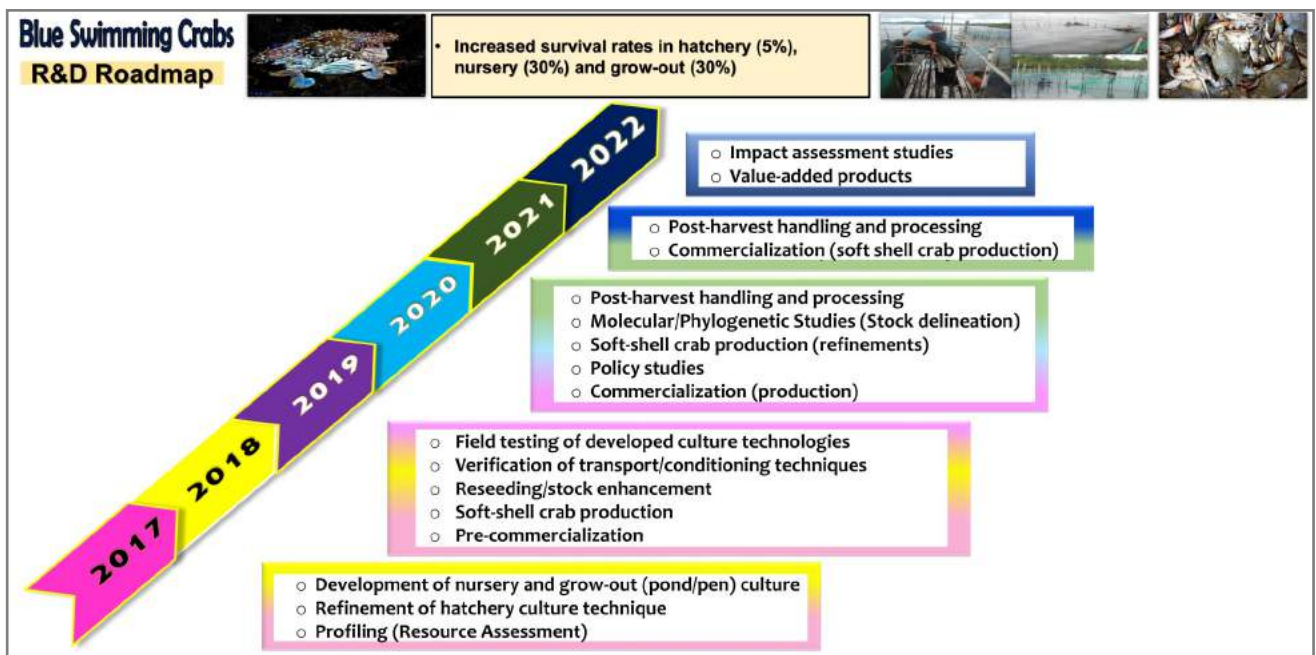 Blue Swimming Crabs
R&D Roadmap
• Increased survival rates in hatchery (5%),
nursery (30%) and grow-out (30%)
2022
2021
2020
2019
2018
2017
○ Impact assessment studies
○ Value-added products
○ Post-harvest handling and processing
○ Commercialization (soft shell crab production)
○ Post-harvest handling and processing
○ Molecular/Phylogenetic Studies (Stock delineation)
○ Soft-shell crab production (refinements)
○ Policy studies
○ Commercialization (production)
○ Field testing of developed culture technologies
○ Verification of transport/conditioning techniques
○ Reseeding/stock enhancement
○ Soft-shell crab production
○ Pre-commercialization
○ Development of nursery and grow-out (pond/pen) culture
○ Refinement of hatchery culture technique
○ Profiling (Resource Assessment)